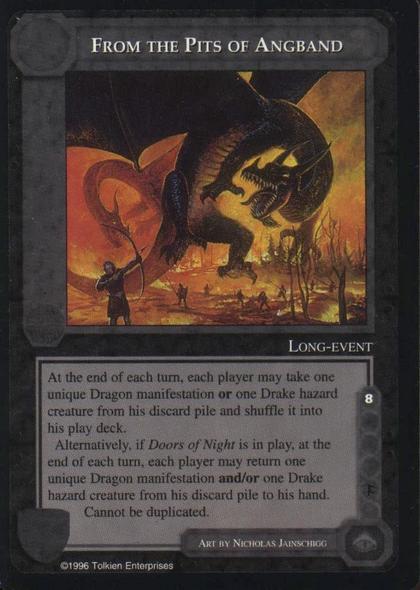 From the Pits of Angband
Long-event
At the end of each turn, each player may take one
unique Dragon manifestation or one Drake hazard
creature from his discard pile and shuffle it into
his play deck.
Alternatively, if Doors of Night is in play, at the
end of each turn, each player may return one
unique Dragon manifestation and/or one Drake
hazard creature from his discard pile to his hand.
Cannot be duplicated.
8
Art by Nicholas Jainschigg
©1996 Tolkien Enterprises